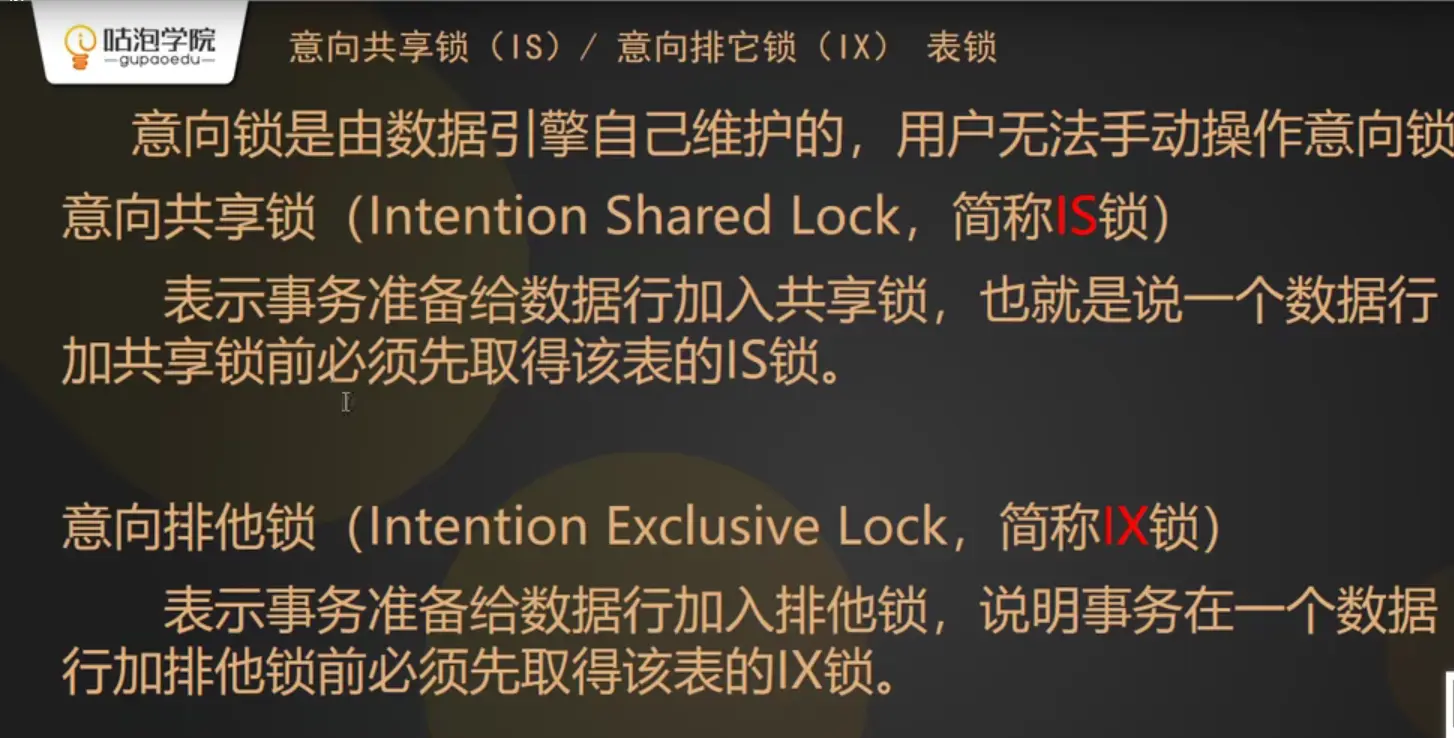 咕泡学院
gupaoedu
意向共享锁（IS）/ 意向排它锁（IX） 表锁
意向锁是由数据引擎自己维护的，用户无法手动操作意向锁
意向共享锁（Intention Shared Lock，简称IS锁）
表示事务准备给数据行加入共享锁，也就是说一个数据行
加共享锁前必须先取得该表的IS锁。
意向排他锁（Intention Exclusive Lock，简称IX锁）
表示事务准备给数据行加入排他锁，说明事务在一个数据
行加排他锁前必须先取得该表的IX锁。